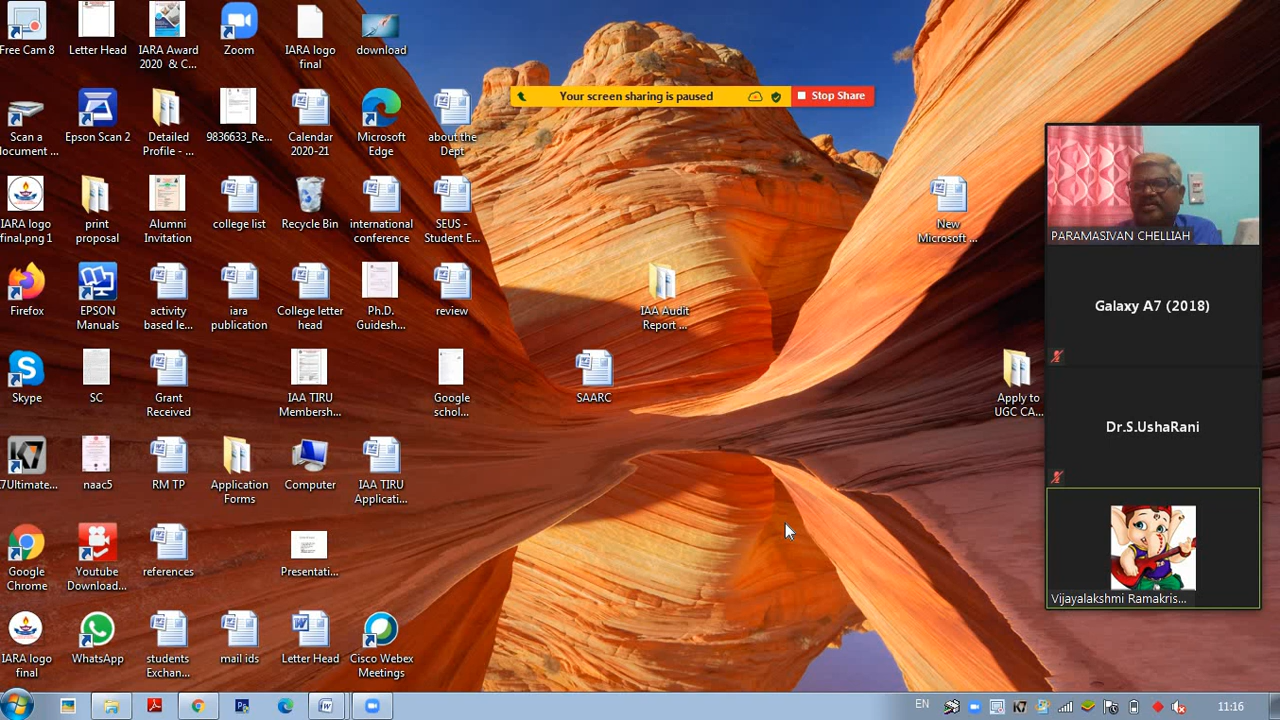 Free Cam 8
Letter Head
IARA Award
2020 & C...
Zoom
IARA logo
final
download
Your screen sharing is paused
Stop Share
Scan a
document ...
Epson Scan 2
Detailed
Profile - ...
9836633_Re...
Calendar
2020-21
Microsoft
Edge
about the
Dept
IARA logo
final.png 1
print
proposal
Alumni
Invitation
college list
Recycle Bin
international
conference
SEUS -
Student E...
New
Microsoft ...
PARAMASIVAN CHELLIAH
Firefox
EPSON
Manuals
activity
based le...
iara
publication
College letter
head
Ph.D.
Guidesh...
review
IAA Audit
Report ...
Galaxy A7 (2018)
Skype
SC
Grant
Received
IAA TIRU
Membersh...
Google
schol...
SAARC
Apply to
UGC CA...
Dr.S.UshaRani
K7Ultimate...
naac5
RM TP
Application
Forms
Computer
IAA TIRU
Applicati...
Google
Chrome
Youtube
Download...
references
Presentati...
Vijayalakshmi Ramakris...
IARA logo
final
WhatsApp
students
Exchan...
mail ids
Letter Head
Cisco Webex
Meetings
EN
11:16